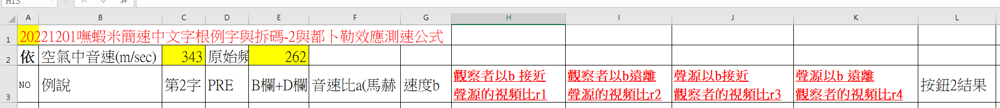 H13
A B C D E F G H I J K L
1 20221201嘸蝦米簡速中文字根例字與拆碼-2與都卜勒效應測速公式
2 依 空氣中音速(m/sec) 343 原始頻 262
3 NO 例說 第2字 PRE B欄+D欄 音速比a(馬赫 速度b 觀察者以b 接近 觀察者以b遠離 聲源以b接近 聲源以b 遠離 按鈕2結果
聲源的視頻比r1 聲源的視頻比r2 觀察者的視頻比r3 觀察者的視頻比r4